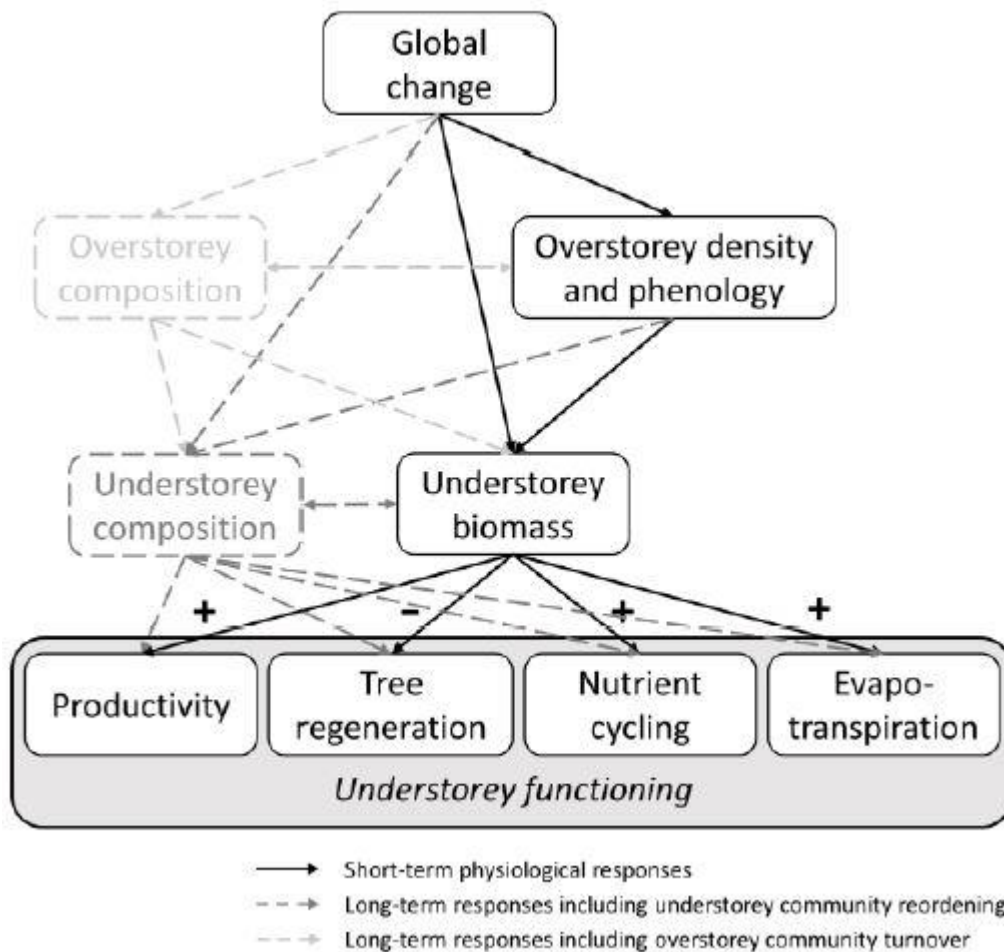 Global
change
Overstorey
composition
Overstorey density
and phenology
Understorey
composition
Understorey
biomass
+
–
+
+
Productivity
Tree
regeneration
Nutrient
cycling
Evapo-
transpiration
Understorey functioning
Short-term physiological responses
Long-term responses including understorey community reordening
Long-term responses including overstorey community turnover